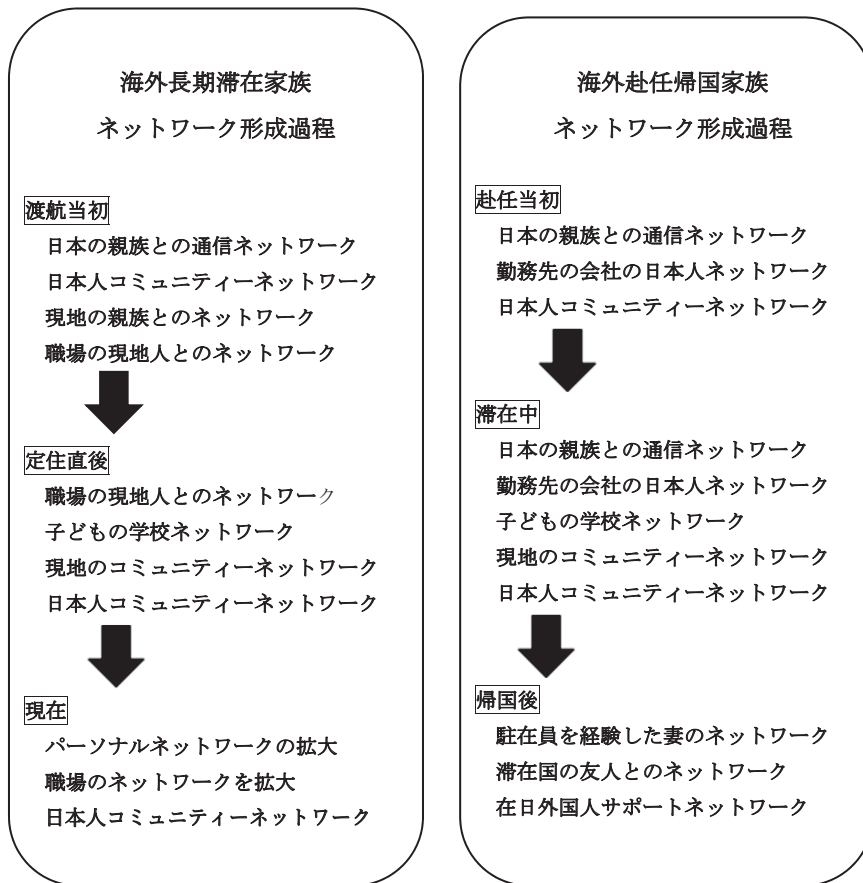 海外長期滞在家族
ネットワーク形成過程
渡航当初
日本の親族との通信ネットワーク
日本人コミュニティーネットワーク
現地の親族とのネットワーク
職場の現地人とのネットワーク
定住直後
職場の現地人とのネットワーク
子どもの学校ネットワーク
現地のコミュニティーネットワーク
日本人コミュニティーネットワーク
現在
パーソナルネットワークの拡大
職場のネットワークを拡大
日本人コミュニティーネットワーク
海外赴任帰国家族
ネットワーク形成過程
赴任当初
日本の親族との通信ネットワーク
勤務先の会社の日本人ネットワーク
日本人コミュニティーネットワーク
滞在中
日本の親族との通信ネットワーク
勤務先の会社の日本人ネットワーク
子どもの学校ネットワーク
現地のコミュニティーネットワーク
日本人コミュニティーネットワーク
帰国後
駐在員を経験した妻のネットワーク
滞在国の友人とのネットワーク
在日外国人サポートネットワーク